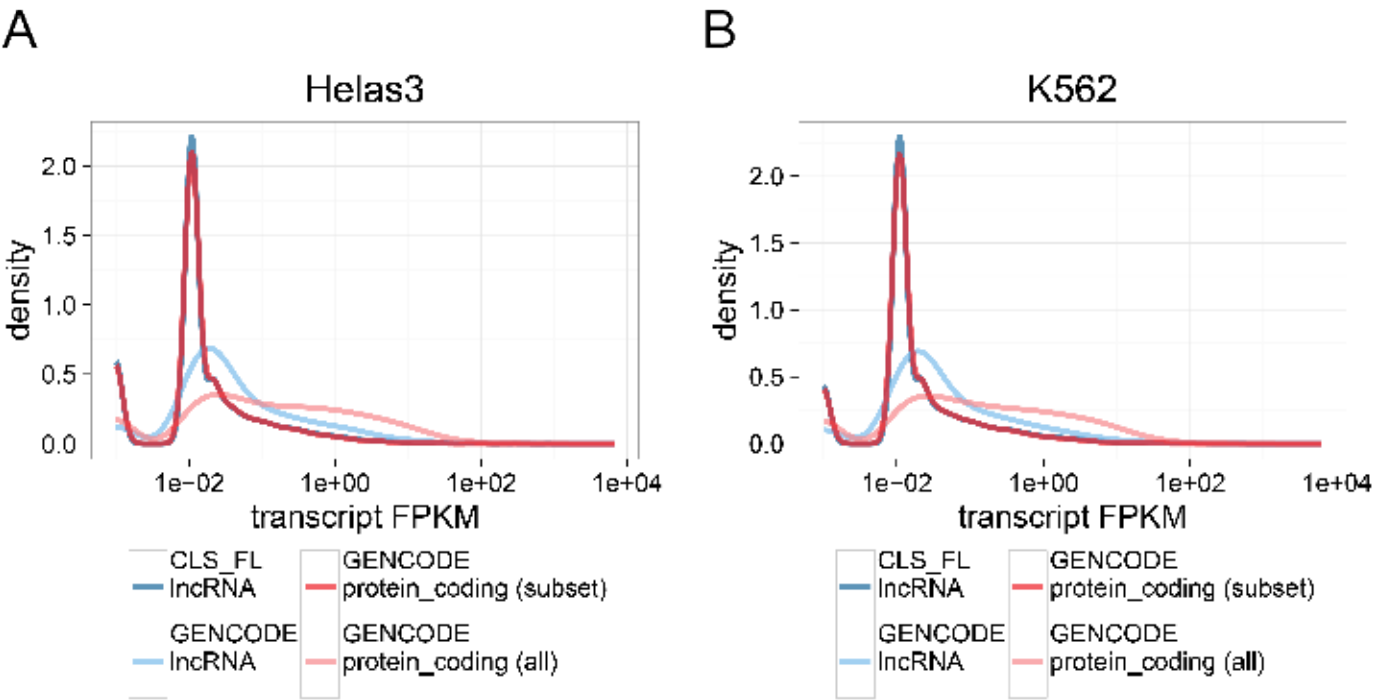 A
Helas3
density
2.0
1.5
1.0
0.5
0.0
1e−02
1e+00
1e+02
1e+04
transcript FPKM
CLS_FL
lncRNA
GENCODE
protein_coding (subset)
GENCODE
lncRNA
GENCODE
protein_coding (all)
B
K562
density
2.0
1.5
1.0
0.5
0.0
1e−02
1e+00
1e+02
1e+04
transcript FPKM
CLS_FL
lncRNA
GENCODE
protein_coding (subset)
GENCODE
lncRNA
GENCODE
protein_coding (all)